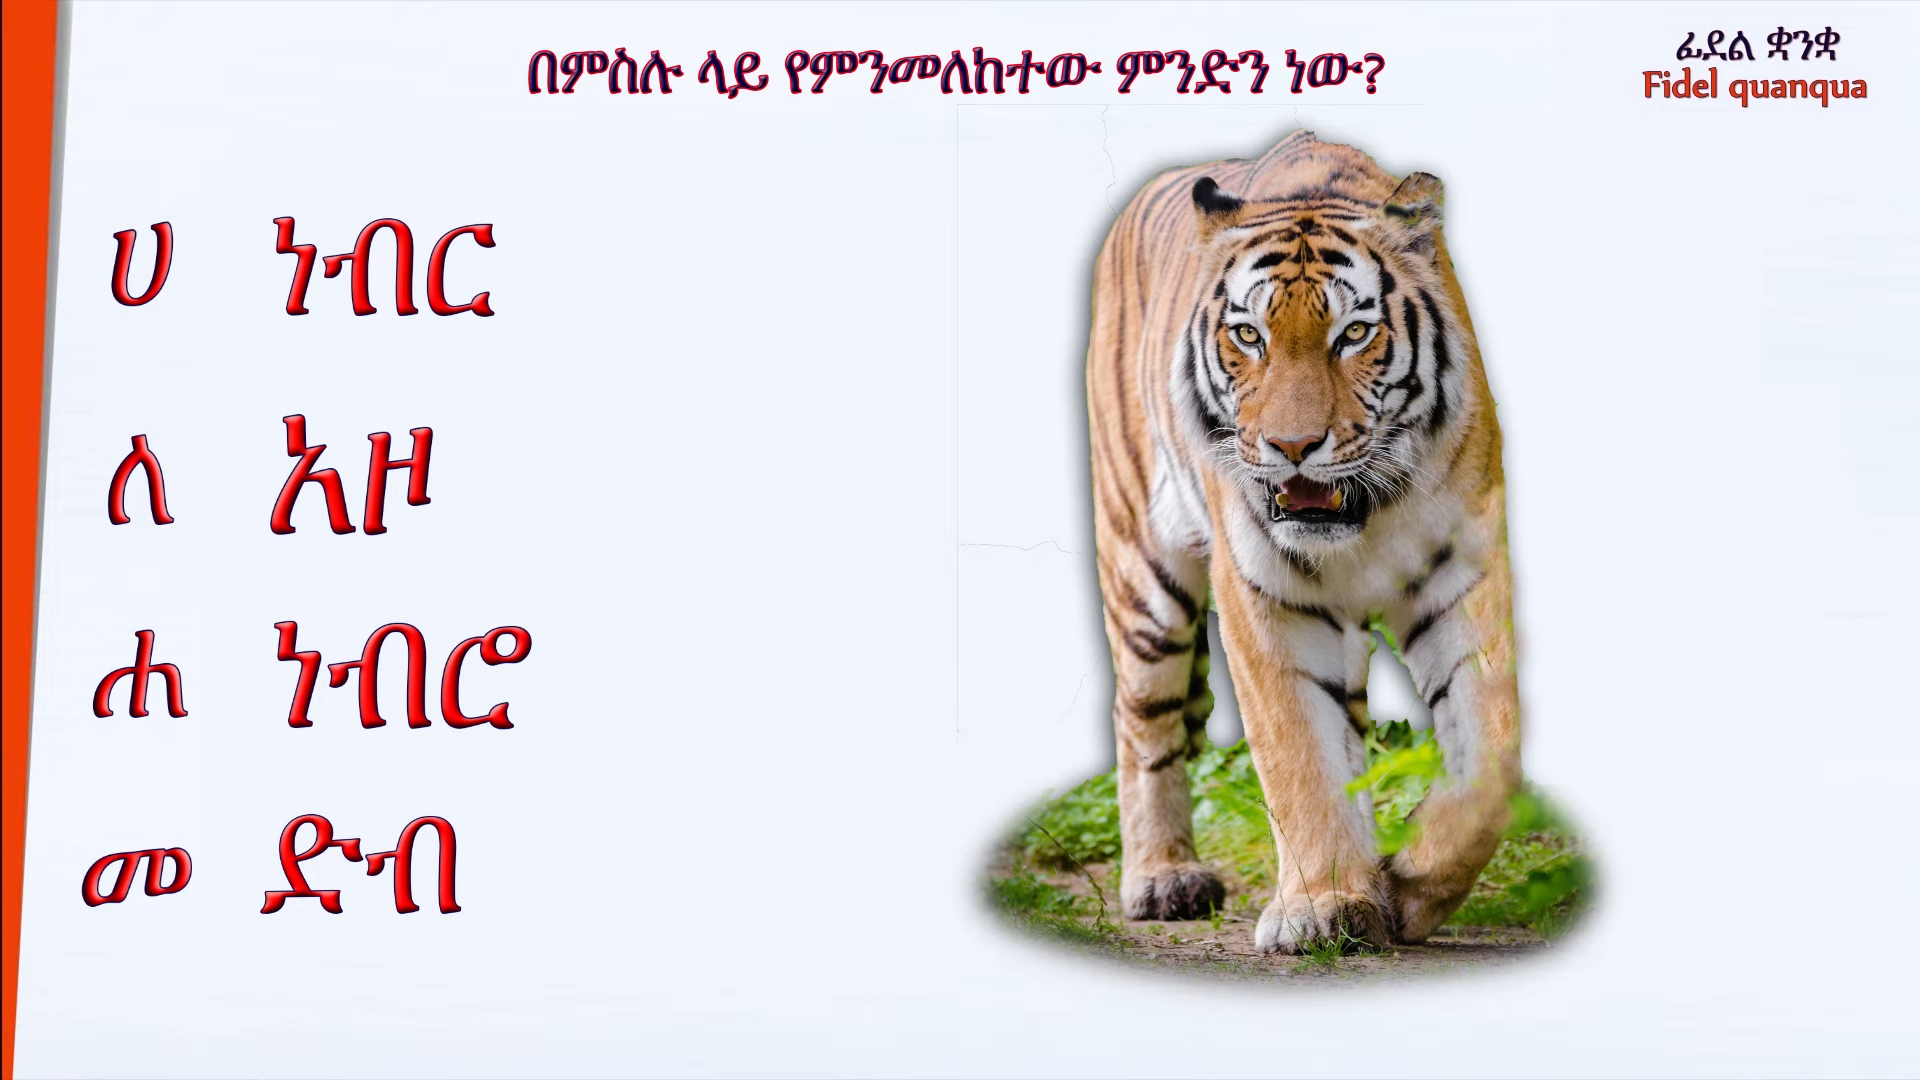 በምስሉ ላይ የምንመለከተው ምንድን ነው?
ፊደል ቋንቋ
Fidel quanqua
ሀ ነብር
ለ አዞ
ሐ ነብሮ
መ ድብ